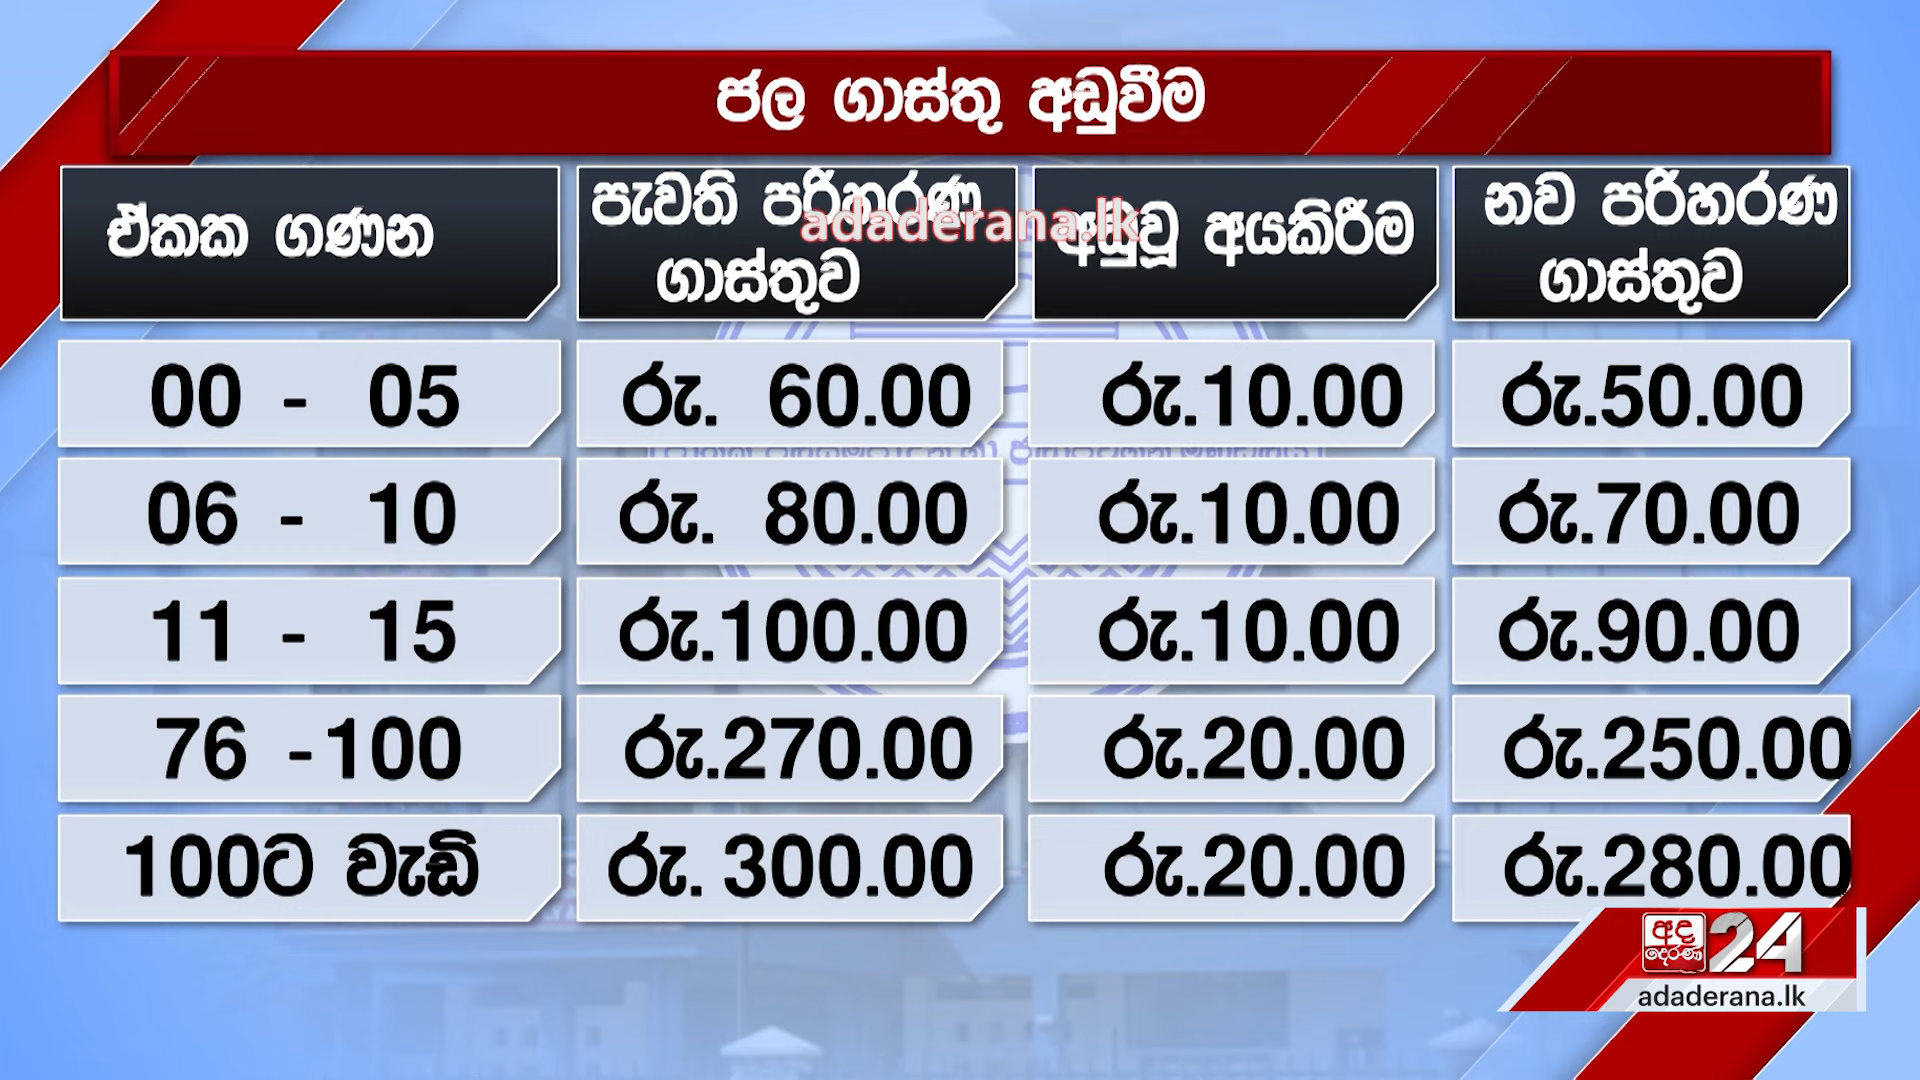 ජල ගාස්තු අඩුවීම
ඒකක ගණන
පැවති පරිහරණ
ගාස්තුව
අඩුවූ අයකිරීම
නව පරිහරණ
ගාස්තුව
adaderana.lk
00 - 05 රු. 60.00 රු.10.00 රු.50.00
06 - 10 රු. 80.00 රු.10.00 රු.70.00
11 - 15 රු.100.00 රු.10.00 රු.90.00
76 -100 රු.270.00 රු.20.00 රු.250.00
100ට වැඩි රු. 300.00 රු.20.00 රු.280.00
අද
දෙරණ
24
adaderana.lk